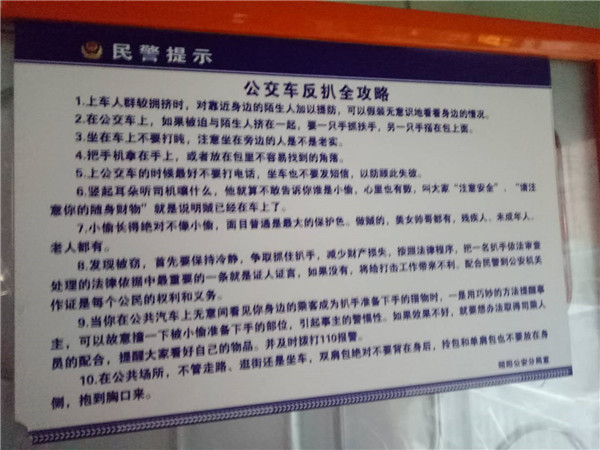 民警提示
公交车反扒全攻略
1.上车人群较拥挤时，对靠近身边的陌生人加以提防，可以假装无意识地看看身边的情况。
2.在公交车上，如果被迫与陌生人挤在一起，要一只手抓扶手，另一只手搭在包上面。
3.坐在车上不要打盹，注意坐在旁边的人是不是老实。
4.把手机拿在手上，或者放在包里不容易找到的角落。
5.上公交车的时候最好不要打电话，坐车也不要发短信，以防顾此失彼。
6.竖起耳朵听司机嚷什么，他就算不敢告诉你谁是小偷，心里也有数，叫大家“注意安全”、“请注
意你的随身财物”就是说明贼已经在车上了。
7.小偷长得绝对不像小偷，面目普通是最大的保护色。做贼的，美女帅哥都有，残疾人、未成年人、
老人都有。
8.发现被窃，首先要保持冷静，争取抓住扒手，减少财产损失。按照法律程序，把一名扒手依法审查
处理的法律依据中最重要的一条就是证人证言，如果没有，将给打击工作带来不利。配合民警到公安机关
作证是每个公民的权利和义务。
9.当你在公共汽车上无意间看见你身边的乘客成为扒手准备下手的猎物时，一是用巧妙的方法提醒事
主，可以故意撞一下被小偷准备下手的部位，引起事主的警惕性。如果效果不好，就要想办法取得司乘人
员的配合，提醒大家看好自己的物品。并及时拨打110报警。
10.在公共场所，不管走路、逛街还是坐车，双肩包绝对不要背在身后，挎包和单肩包也不要放在身
侧，抱到胸口来。